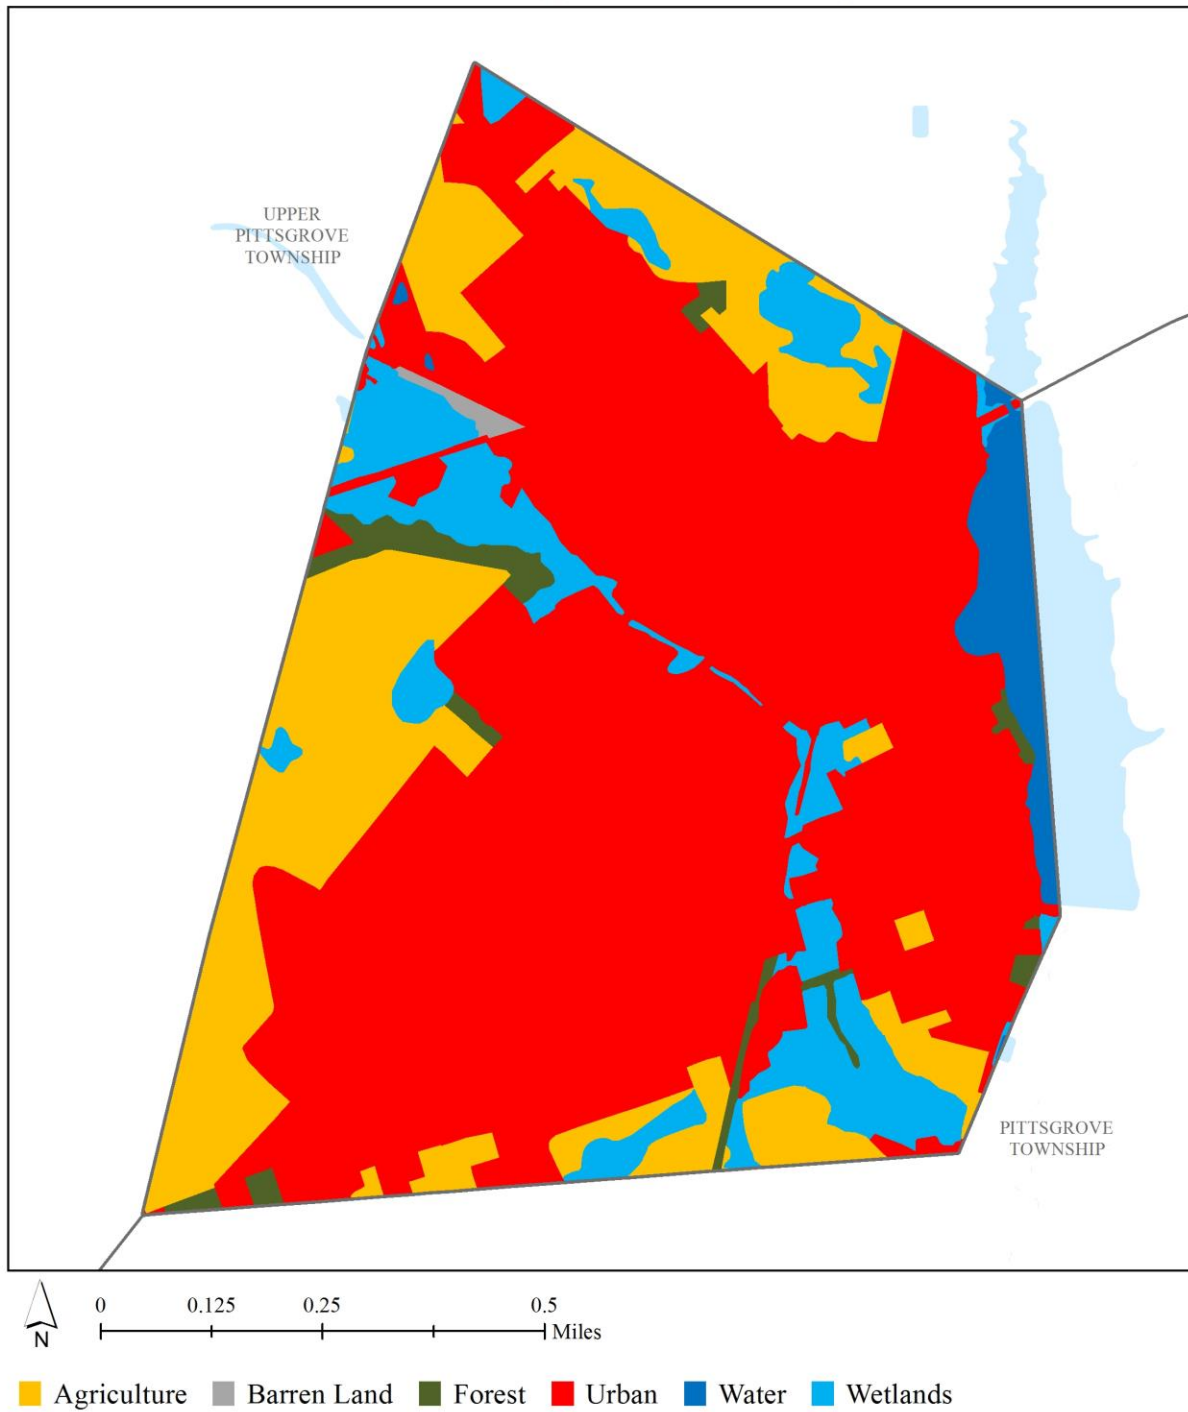 UPPER
PITTSGROVE
TOWNSHIP
PITTSGROVE
TOWNSHIP
N
0 0.125 0.25 0.5
Miles
Agriculture Barren Land Forest Urban Water Wetlands